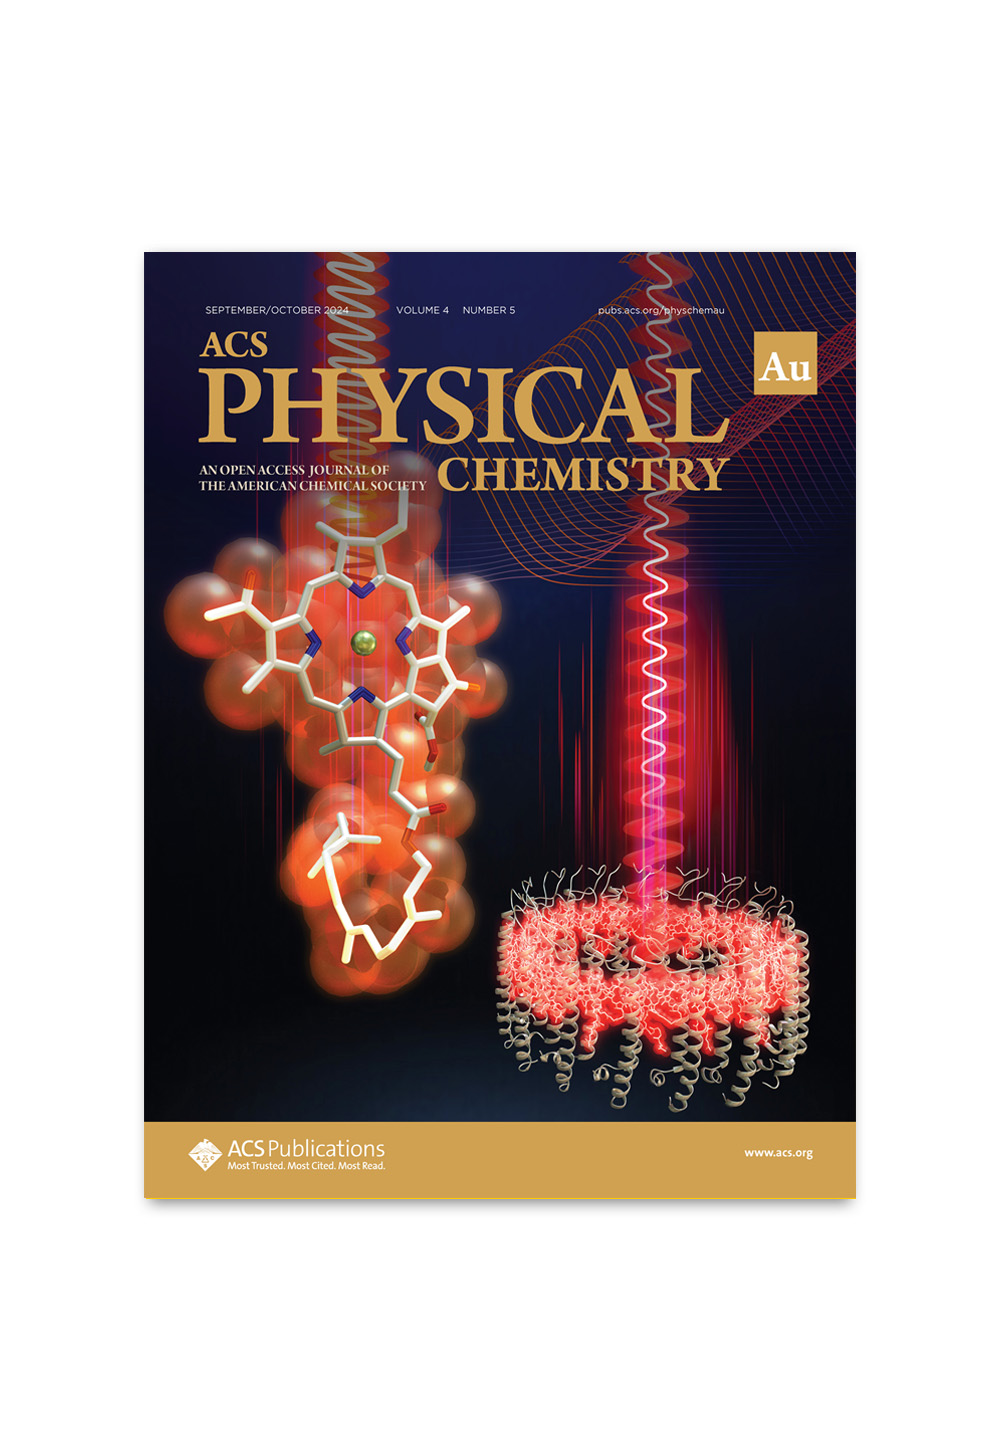 SEPTEMBER/OCTOBER 2024 VOLUME 4 NUMBER 5 pubs.acs.org/physchemau
ACS
Au
PHYSICAL
CHEMISTRY
AN OPEN ACCESS JOURNAL OF
THE AMERICAN CHEMICAL SOCIETY
ACS Publications
Most Trusted. Most Cited. Most Read.
www.acs.org